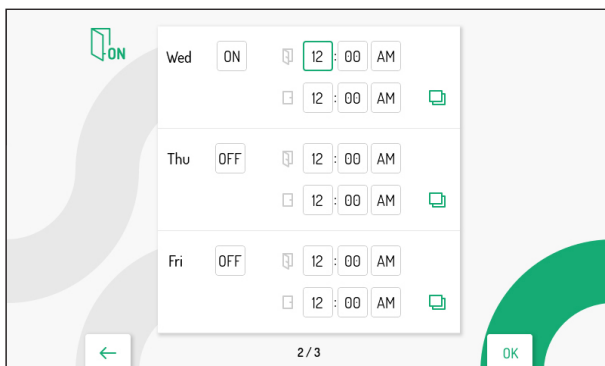 ON
Wed ON 12 : 00 AM
12 : 00 AM
Thu OFF 12 : 00 AM
12 : 00 AM
Fri OFF 12 : 00 AM
12 : 00 AM
2/3
OK